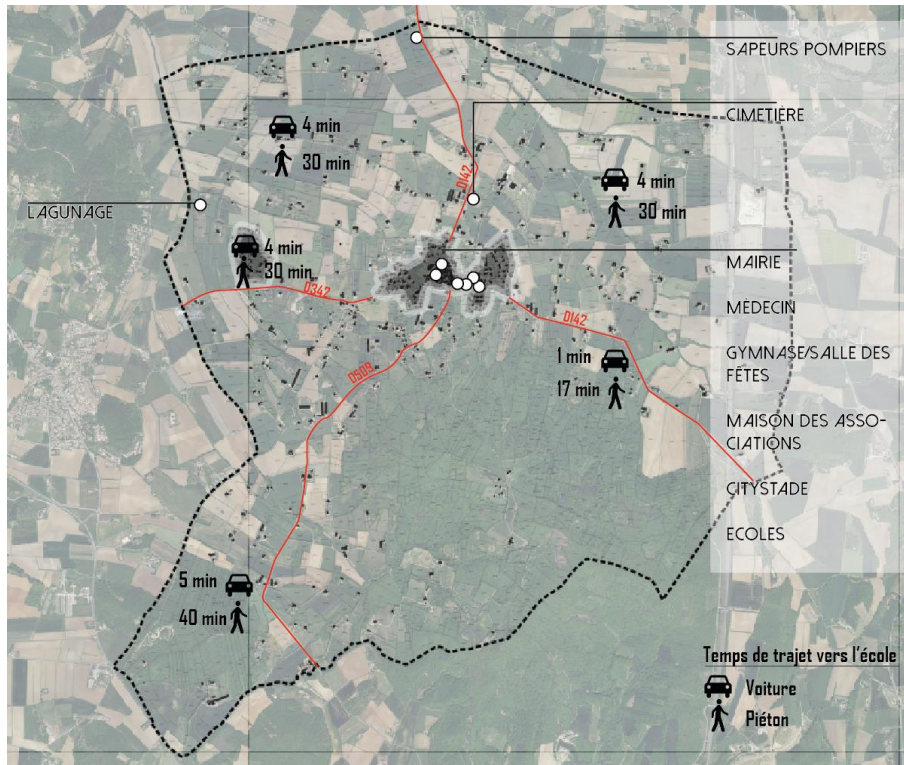 SAPEURS POMPIERS
CIMETIÈRE
4 min
30 min
D142
4 min
30 min
LAGUNAGE
4 min
30 min
MAIRIE
D342
MÉDECIN
D142
GYMNASE/SALLE DES
FÊTES
1 min
17 min
D509
MAISON DES ASSO-
CIATIONS
CITYSTADE
ECOLES
5 min
40 min
Temps de trajet vers l'école
Voiture
Piéton